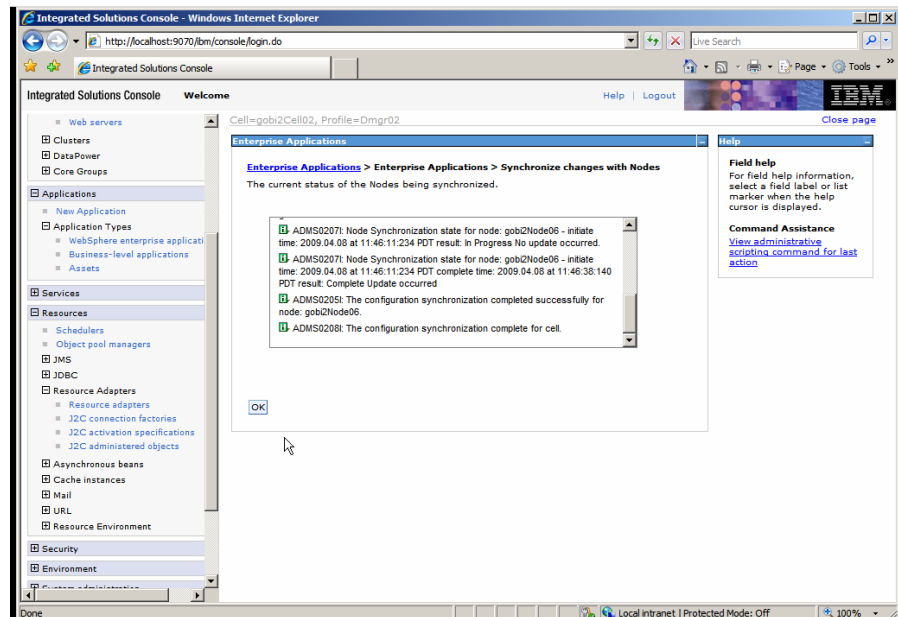 Integrated Solutions Console - Windows Internet Explorer
http://localhost:9070/ibm/console/login.do
Live Search
Integrated Solutions Console
Page
Tools
Integrated Solutions Console Welcome
Help | Logout
IBM
Cell=gobi2Cell02, Profile=Dmgr02
Close page
Web servers
Clusters
DataPower
Core Groups
Applications
New Application
Application Types
WebSphere enterprise applicati
Business-level applications
Assets
Services
Resources
Schedulers
Object pool managers
JMS
JDBC
Resource Adapters
Resource adapters
J2C connection factories
J2C activation specifications
J2C administered objects
Asynchronous beans
Cache instances
Mail
URL
Resource Environment
Security
Environment
Enterprise Applications
Enterprise Applications > Enterprise Applications > Synchronize changes with Nodes
The current status of the Nodes being synchronized.
ADMS0207I: Node Synchronization state for node: gobi2Node06 - initiate
time: 2009.04.08 at 11:46:11:234 PDT result: In Progress No update occurred.
ADMS0207I: Node Synchronization state for node: gobi2Node06 - initiate
time: 2009.04.08 at 11:46:11:234 PDT complete time: 2009.04.08 at 11:46:38:140
PDT result: Complete Update occurred
ADMS0205I: The configuration synchronization completed successfully for
node: gobi2Node06.
ADMS0208I: The configuration synchronization complete for cell.
OK
Help
Field help
For field help information,
select a field label or list
marker when the help
cursor is displayed.
Command Assistance
View administrative
scripting command for last
action
Done
Local intranet | Protected Mode: Off
100%